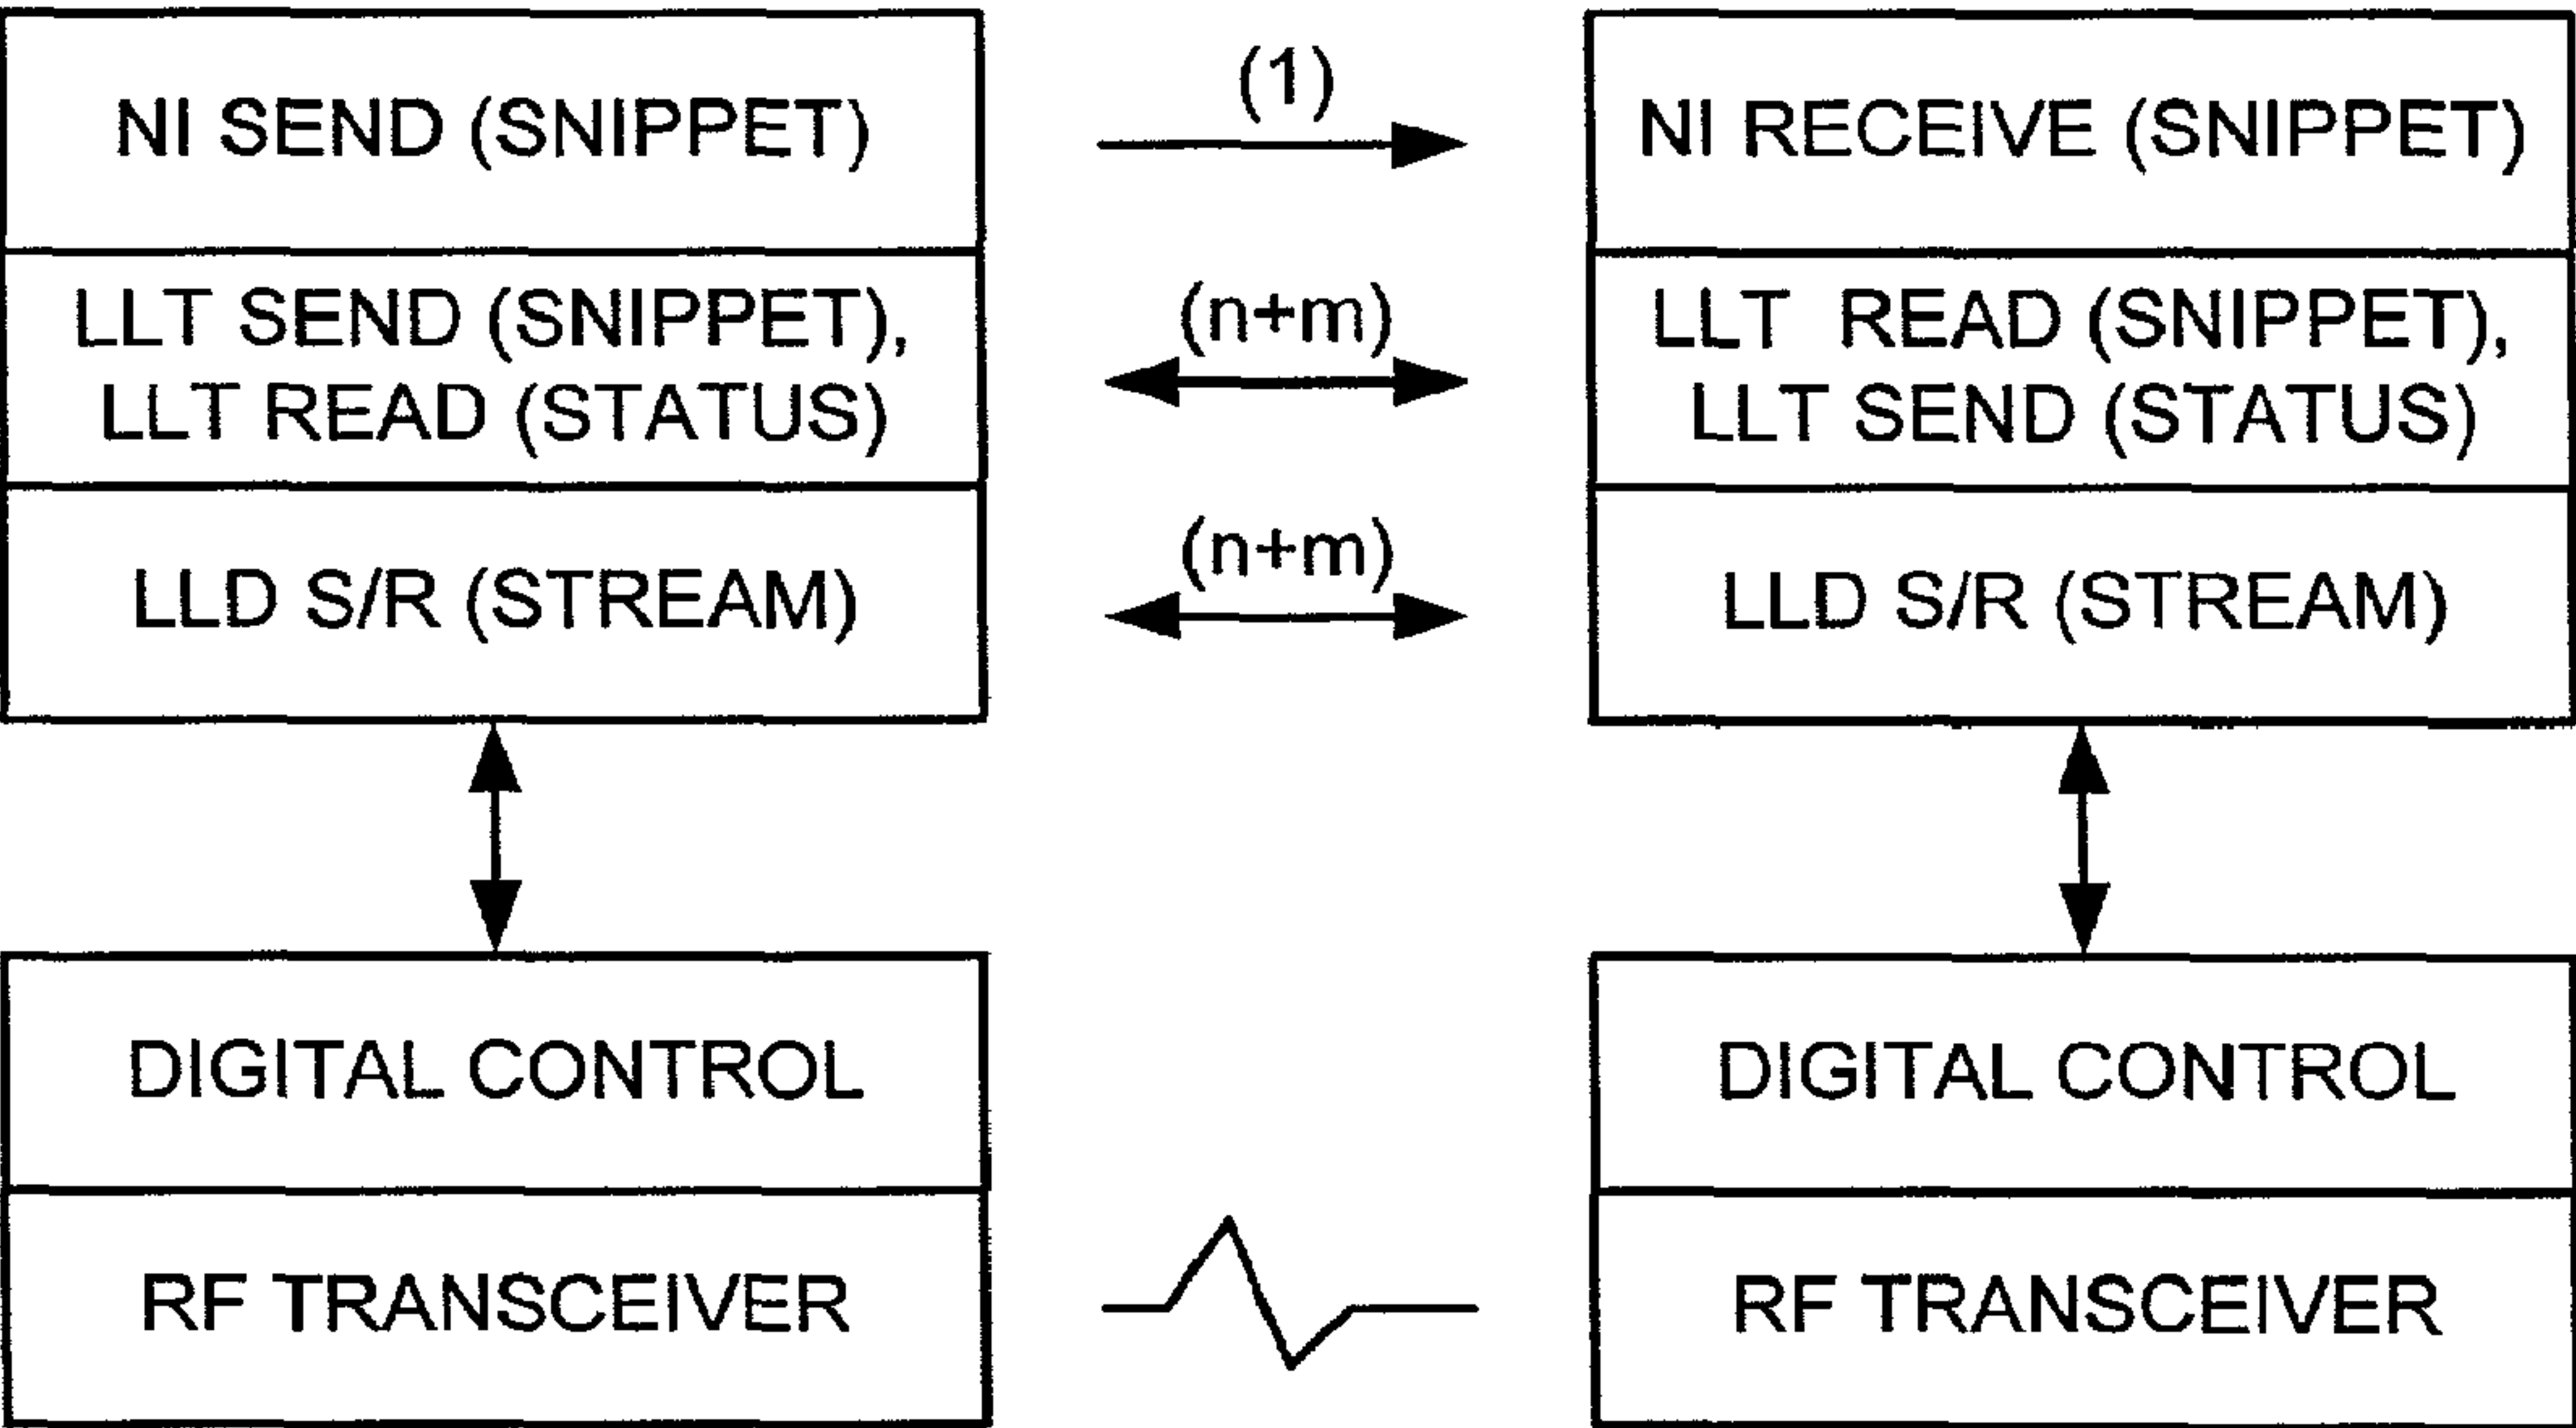 NI SEND (SNIPPET)
(1)
NI RECEIVE (SNIPPET)
LLT SEND (SNIPPET),
LLT READ (STATUS)
(n+m)
LLT READ (SNIPPET),
LLT SEND (STATUS)
LLD S/R (STREAM)
(n+m)
LLD S/R (STREAM)
DIGITAL CONTROL
DIGITAL CONTROL
RF TRANSCEIVER
RF TRANSCEIVER